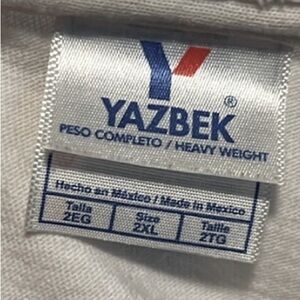 Y
YAZBEK®
PESO COMPLETO / HEAVY WEIGHT
Hecho en México / Made in Mexico
Talla Size Taille
2EG 2XL 2TG